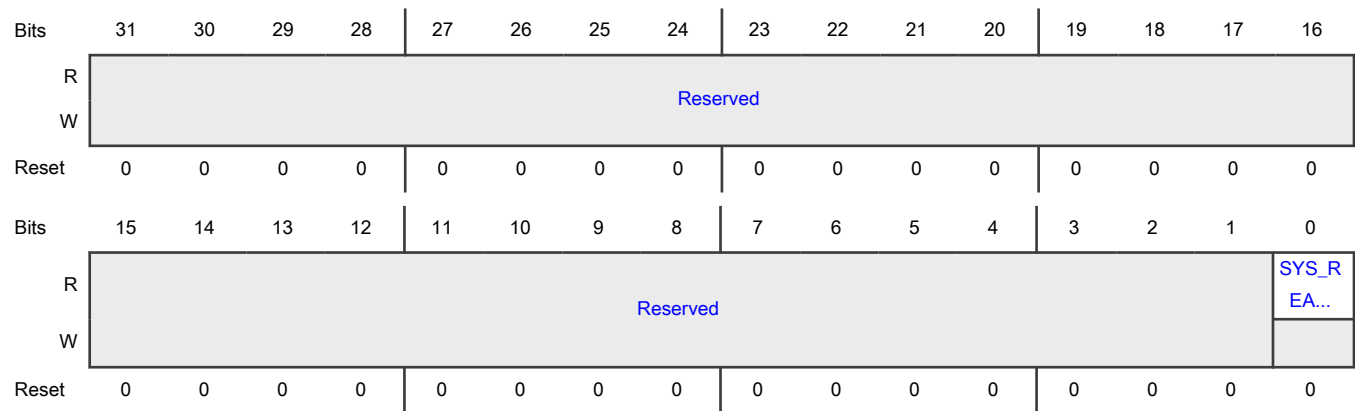 Bits 31 30 29 28 27 26 25 24 23 22 21 20 19 18 17 16
R
Reserved
W
Reset 0 0 0 0 0 0 0 0 0 0 0 0 0 0 0 0
Bits 15 14 13 12 11 10 9 8 7 6 5 4 3 2 1 0
R
Reserved
SYS_R
EA...
W
Reset 0 0 0 0 0 0 0 0 0 0 0 0 0 0 0 0